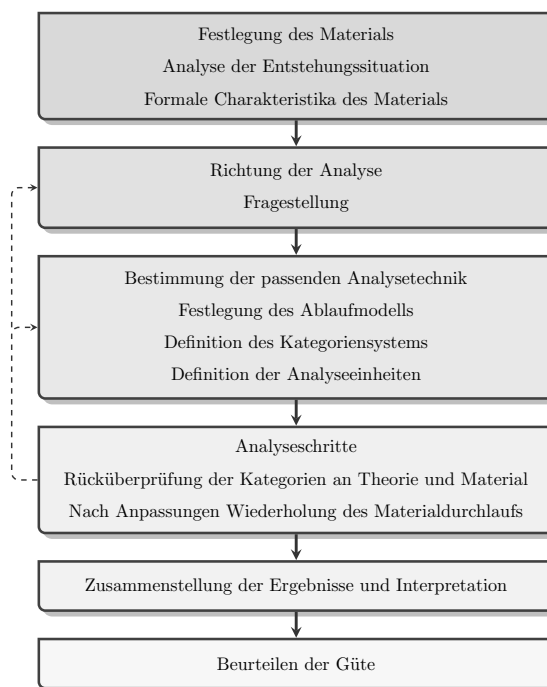 Festlegung des Materials
Analyse der Entstehungssituation
Formale Charakteristika des Materials
Richtung der Analyse
Fragestellung
Bestimmung der passenden Analysetechnik
Festlegung des Ablaufmodells
Definition des Kategoriensystems
Definition der Analyseeinheiten
Analyseschritte
Rücküberprüfung der Kategorien an Theorie und Material
Nach Anpassungen Wiederholung des Materialdurchlaufs
Zusammenstellung der Ergebnisse und Interpretation
Beurteilen der Güte